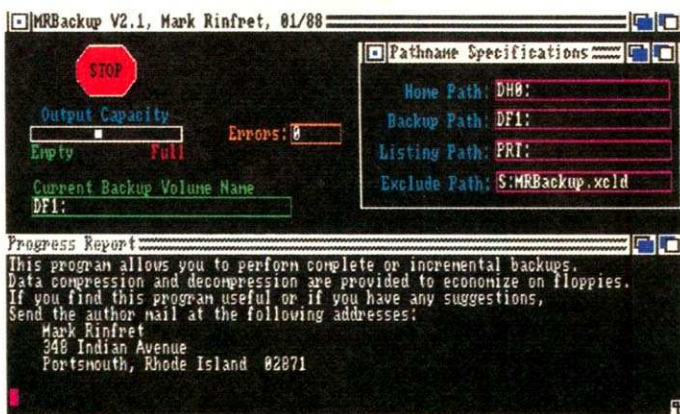 MRBackup V2.1, Mark Rinfret, 01/88
STOP
Output Capacity
Empty Full
Errors: 0
Current Backup Volume Name
DF1:
Pathname Specifications
Home Path: DH0:
Backup Path: DF1:
Listing Path: PRT:
Exclude Path: S:MRBackup.xcld
Progress Report
This program allows you to perform complete or incremental backups.
Data compression and decompression are provided to economize on floppies.
If you find this program useful or if you have any suggestions,
Send the author mail at the following addresses:
Mark Rinfret
348 Indian Avenue
Portsmouth, Rhode Island 02871